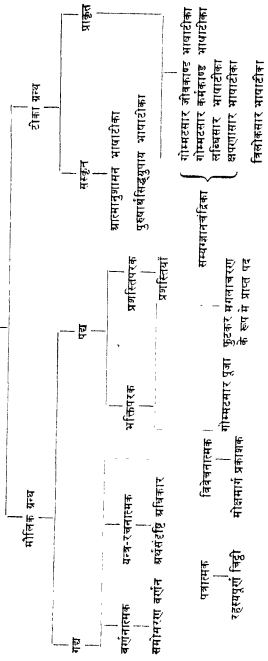 मौलिक ग्रन्थ
टीका ग्रन्थ
गद्य
पद्य
संस्कृत
प्राकृत
वर्णनात्मक
यन्त्र-रचनात्मक
भक्तिपरक
प्रशस्तिपरक
आत्मानुशासन भाषाटीका
समोसरण वर्णन
अर्थसंदृष्टि अधिकार
प्रशस्तियाँ
पुरुषार्थसिद्ध्युपाय भाषाटीका
पत्रात्मक
विवेचनात्मक
गोम्मटसार पूजा
फुटकर मंगलाचरण
के रूप मे प्राप्त पद
रहस्यपूर्ण चिट्ठी
मोक्षमार्ग प्रकाशक
सम्यग्ज्ञानचंद्रिका
गोम्मटसार जीवकाण्ड भाषाटीका
गोम्मटसार कर्मकाण्ड भाषाटीका
लब्धिसार भाषाटीका
क्षपणासार भाषाटीका
त्रिलोकसार भाषाटीका